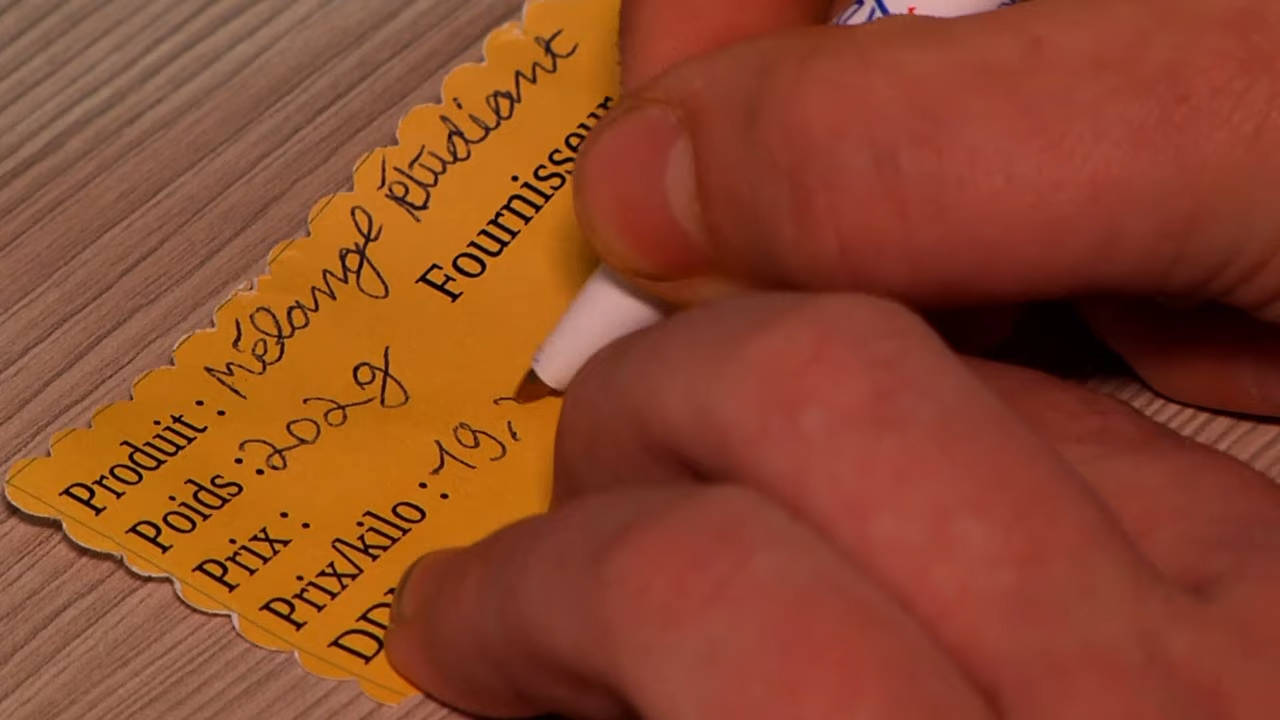 Produit : Mélange étudiant
Fournisseur
Poids : 202g
Prix :
Prix/kilo : 19,